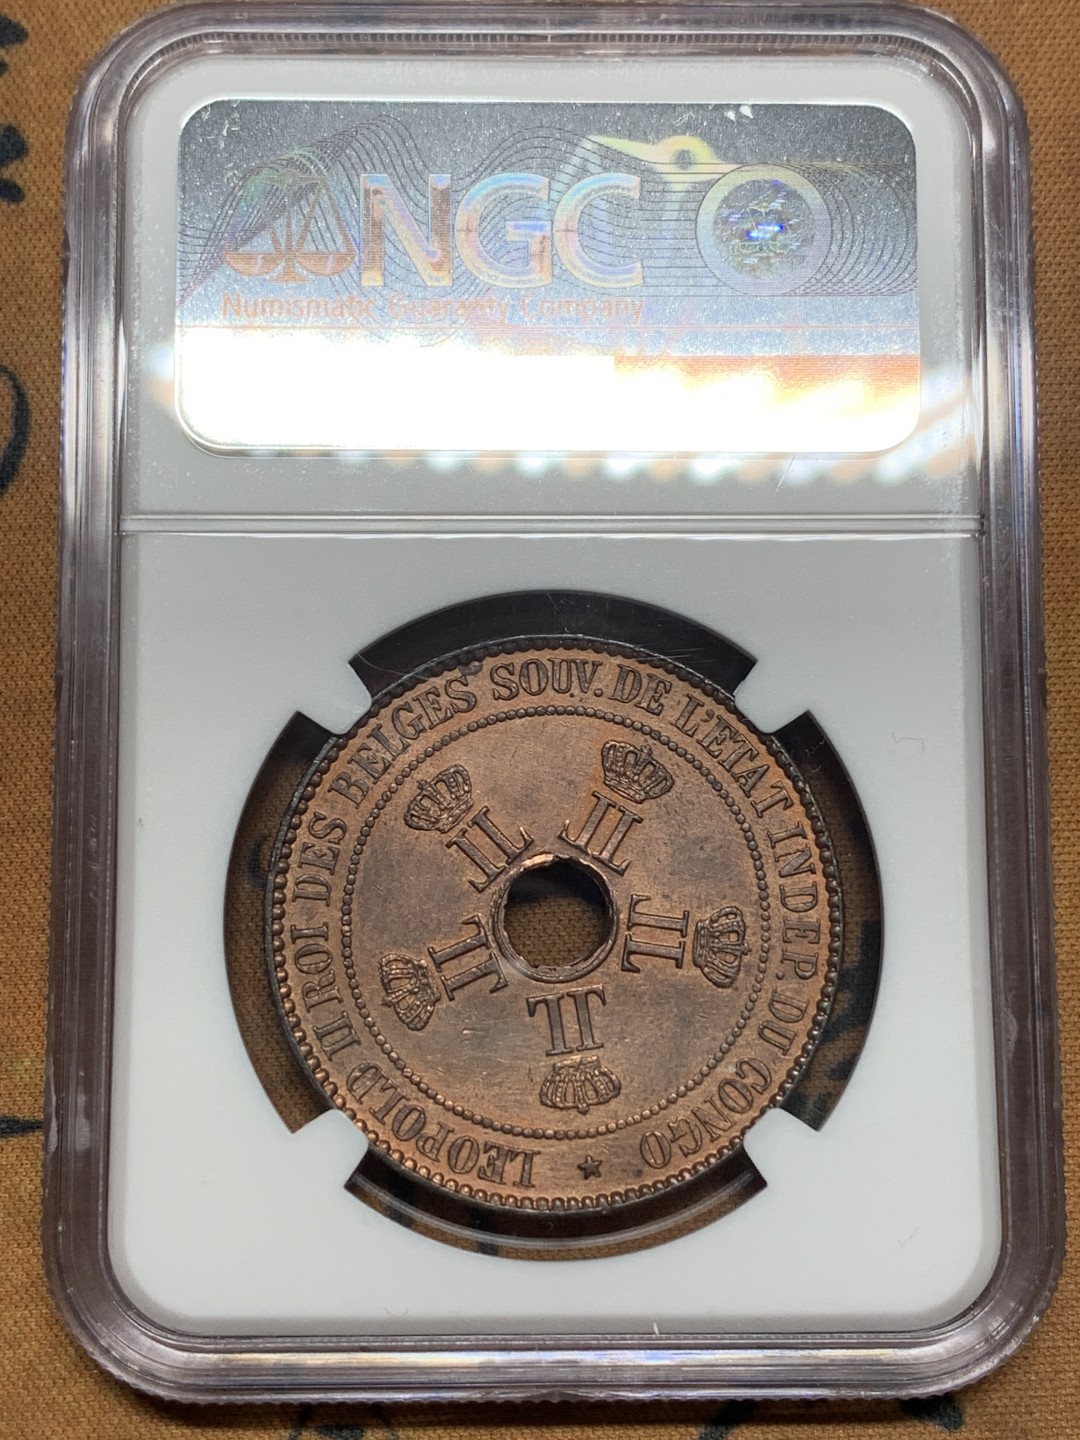 NGC
Numismatic Guaranty Company
LEOPOLD II ROI DES BELGES SOUV. DE L'ETAT INDEP. DU CONGO ★